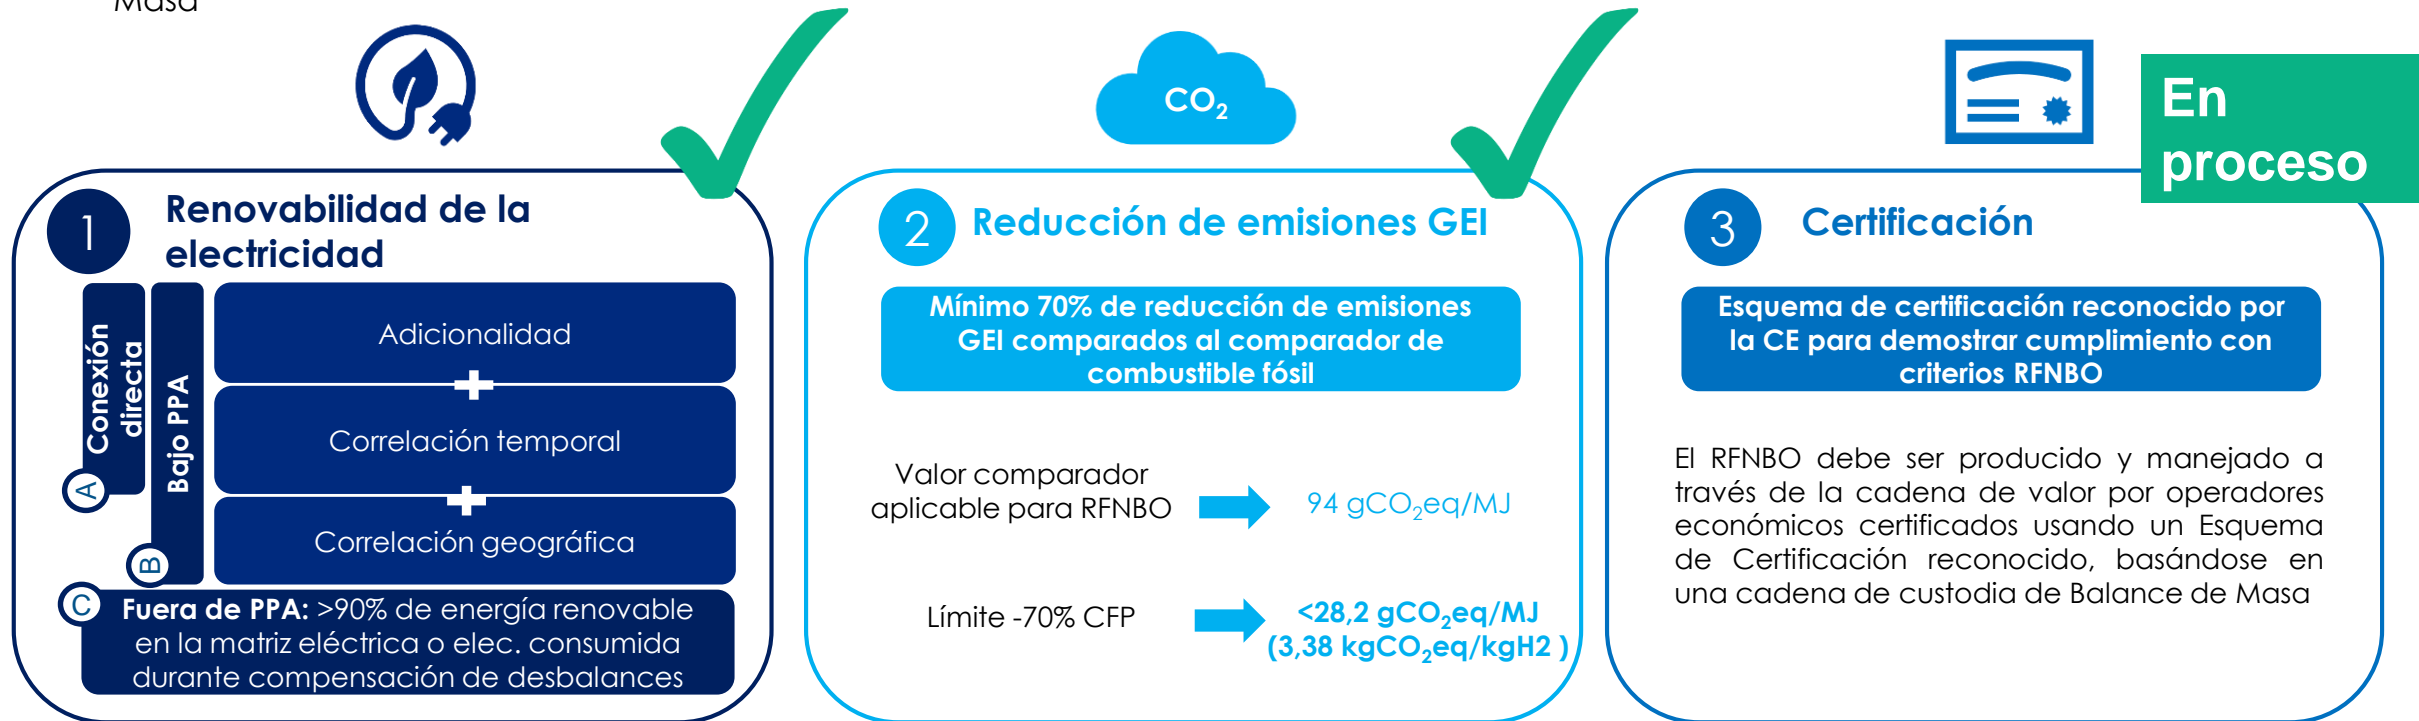 Masa
CO₂
En
proceso
1
Renovabilidad de la
electricidad
A
Conexión
directa
B
Bajo PPA
Adicionalidad
+
Correlación temporal
+
Correlación geográfica
C
Fuera de PPA: >90% de energía renovable
en la matriz eléctrica o elec. consumida
durante compensación de desbalances
2
Reducción de emisiones GEI
Mínimo 70% de reducción de emisiones
GEI comparados al comparador de
combustible fósil
Valor comparador
aplicable para RFNBO
94 gCO₂eq/MJ
Límite -70% CFP
<28,2 gCO₂eq/MJ
(3,38 kgCO₂eq/kgH2 )
3
Certificación
Esquema de certificación reconocido por
la CE para demostrar cumplimiento con
criterios RFNBO
El RFNBO debe ser producido y manejado a
través de la cadena de valor por operadores
económicos certificados usando un Esquema
de Certificación reconocido, basándose en
una cadena de custodia de Balance de Masa